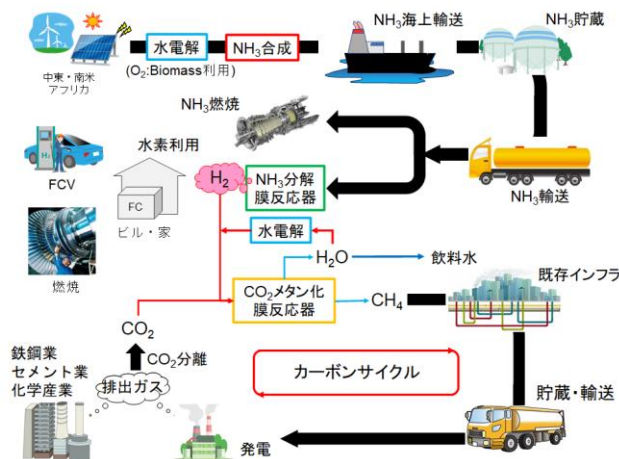 中東・南米
アフリカ
水電解
(O₂:Biomass利用)
NH₃合成
NH₃海上輸送
NH₃貯蔵
NH₃燃焼
NH₃輸送
H₂
FCV
水素利用
FC
ビル・家
H₂
NH₃分解
膜反応器
燃焼
水電解
H₂O
飲料水
CO₂メタン化
膜反応器
CH₄
既存インフラ
CO₂
CO₂分離
鉄鋼業
セメント業
化学産業
排出ガス
カーボンサイクル
貯蔵・輸送
発電